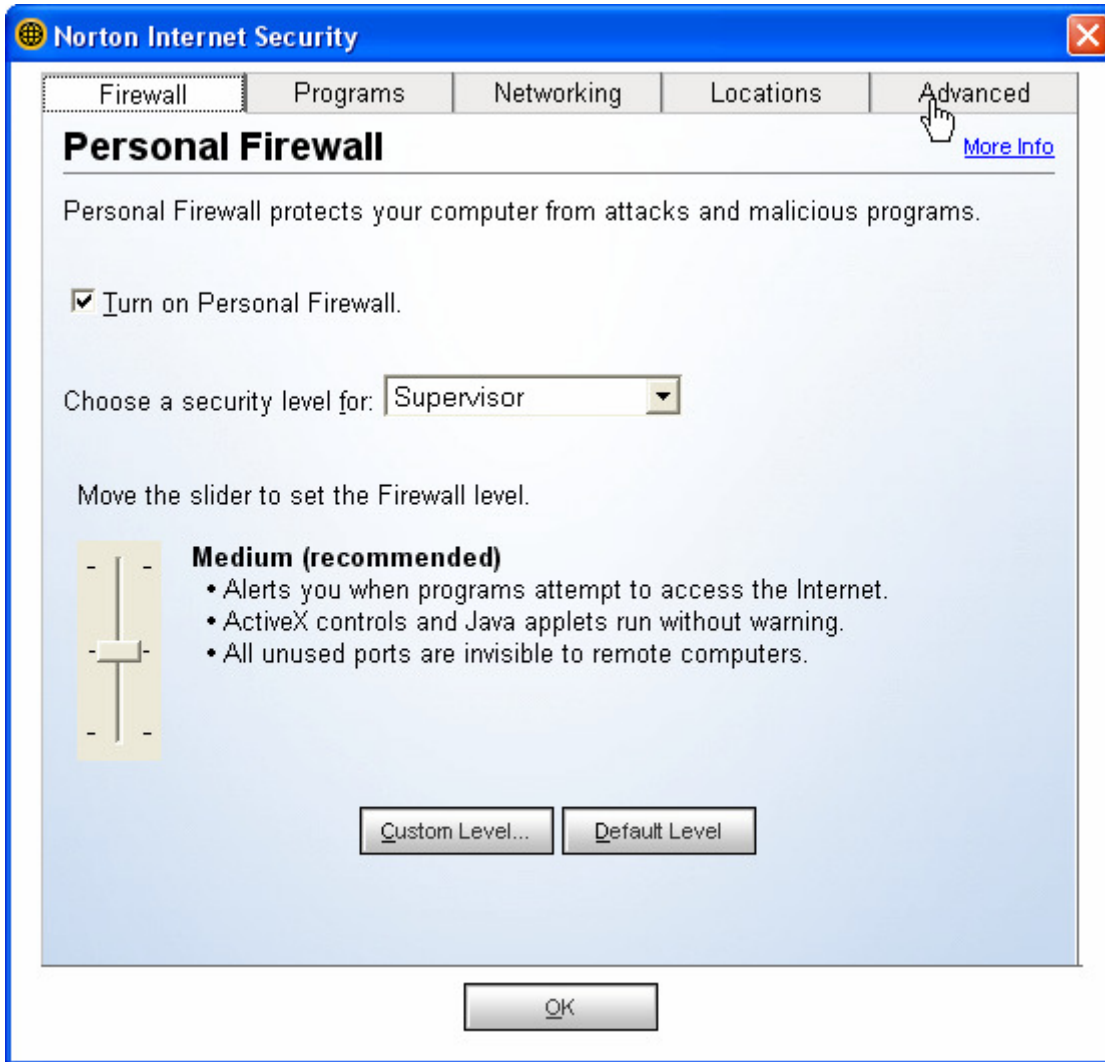 Norton Internet Security
Firewall Programs Networking Locations Advanced
Personal Firewall
More Info
Personal Firewall protects your computer from attacks and malicious programs.
Turn on Personal Firewall.
Choose a security level for: Supervisor
Move the slider to set the Firewall level.
Medium (recommended)
• Alerts you when programs attempt to access the Internet.
• ActiveX controls and Java applets run without warning.
• All unused ports are invisible to remote computers.
Custom Level... Default Level
OK